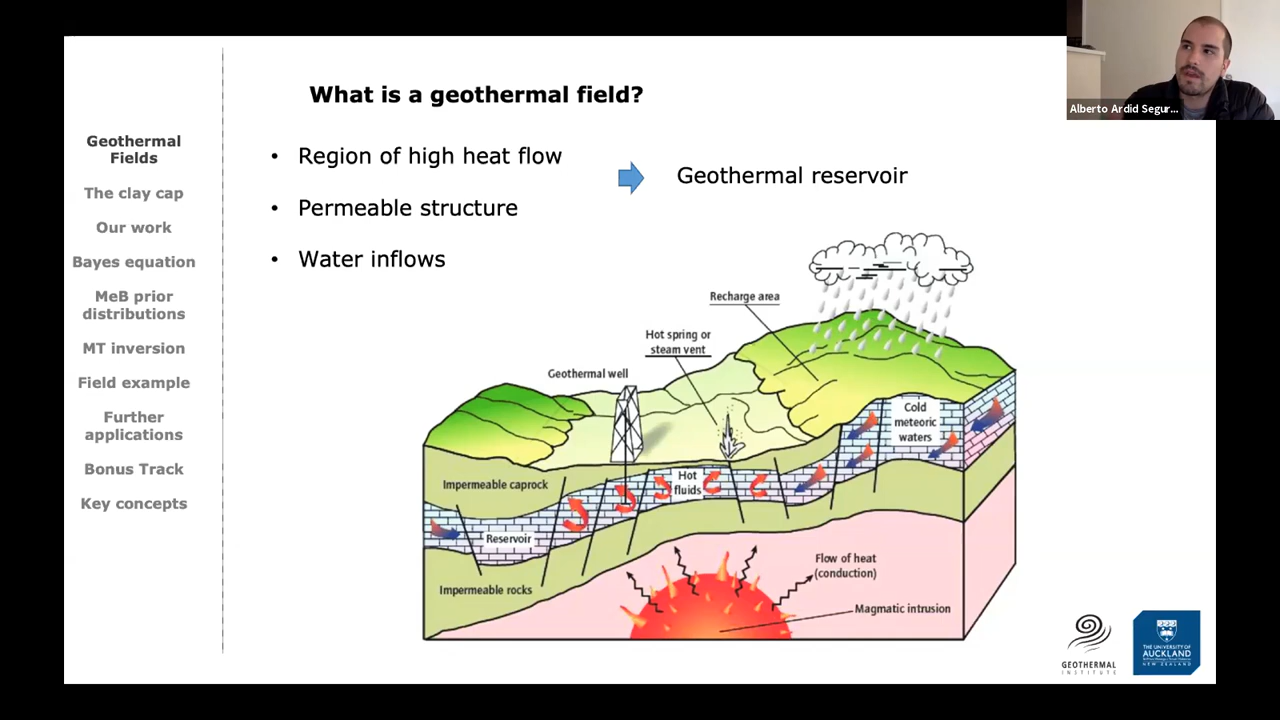 Alberto Ardid Segur...
What is a geothermal field?
Geothermal
Fields
The clay cap
Our work
Bayes equation
MeB prior
distributions
MT inversion
Field example
Further
applications
Bonus Track
Key concepts
• Region of high heat flow
• Permeable structure
• Water inflows
Geothermal reservoir
Recharge area
Hot spring or
steam vent
Geothermal well
Cold
meteoric
waters
Impermeable caprock
Hot
fluids
Reservoir
Flow of heat
(conduction)
Impermeable rocks
Magmatic intrusion
GEOTHERMAL
INSTITUTE
THE UNIVERSITY OF
AUCKLAND
NEW ZEALAND